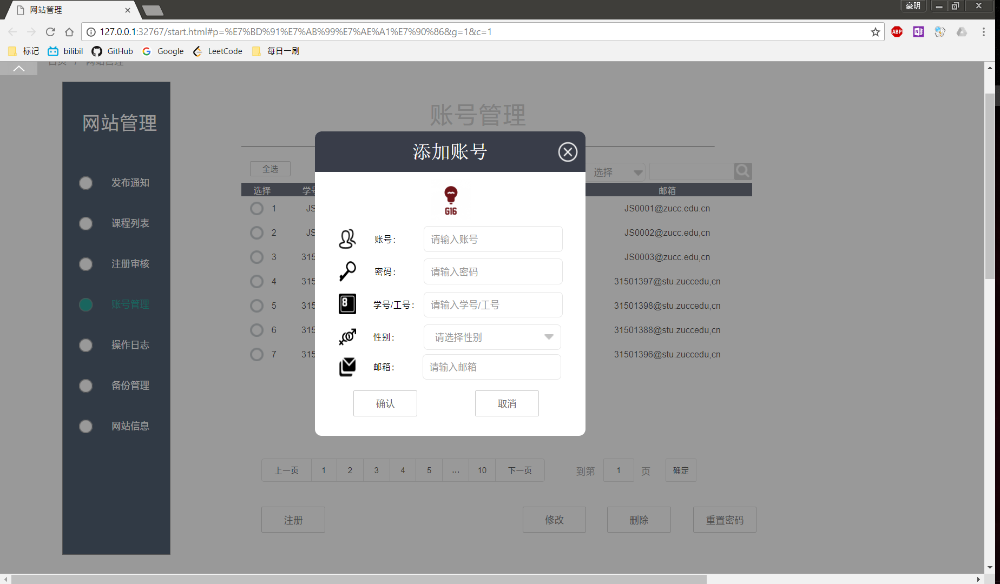 网站管理
豪明
127.0.0.1:32767/start.html#p=%E7%BD%91%E7%AB%99%E7%AE%A1%E7%90%86&g=1&c=1
ABP
N
标记 bilibil GitHub Google LeetCode 每日一刷
首页 / 网站管理
网站管理
发布通知
课程列表
注册审核
账号管理
操作日志
备份管理
网站信息
账号管理
全选 选择
选择 学号 邮箱
1 JS JS0001@zucc.edu.cn
2 JS JS0002@zucc.edu,cn
3 315 JS0003@zucc.edu,cn
4 315 31501397@stu.zuccedu,cn
5 315 31501398@stu.zuccedu,cn
6 315 31501388@stu.zuccedu,cn
7 315 31501396@stu.zuccedu,cn
添加账号
G16
账号： 请输入账号
密码： 请输入密码
8 学号/工号： 请输入学号/工号
性别： 请选择性别
邮箱： 请输入邮箱
确认 取消
上一页 1 2 3 4 5 ... 10 下一页 到第 1 页 确定
注册 修改 删除 重置密码